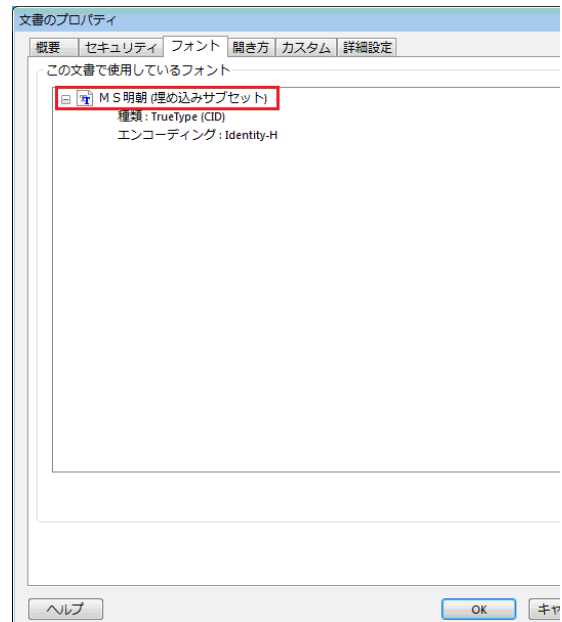 文書のプロパティ
概要 セキュリティ フォント 開き方 カスタム 詳細設定
この文書で使用しているフォント
ＭＳ明朝 (埋め込みサブセット)
種類 : TrueType (CID)
エンコーディング : Identity-H
ヘルプ OK キャ